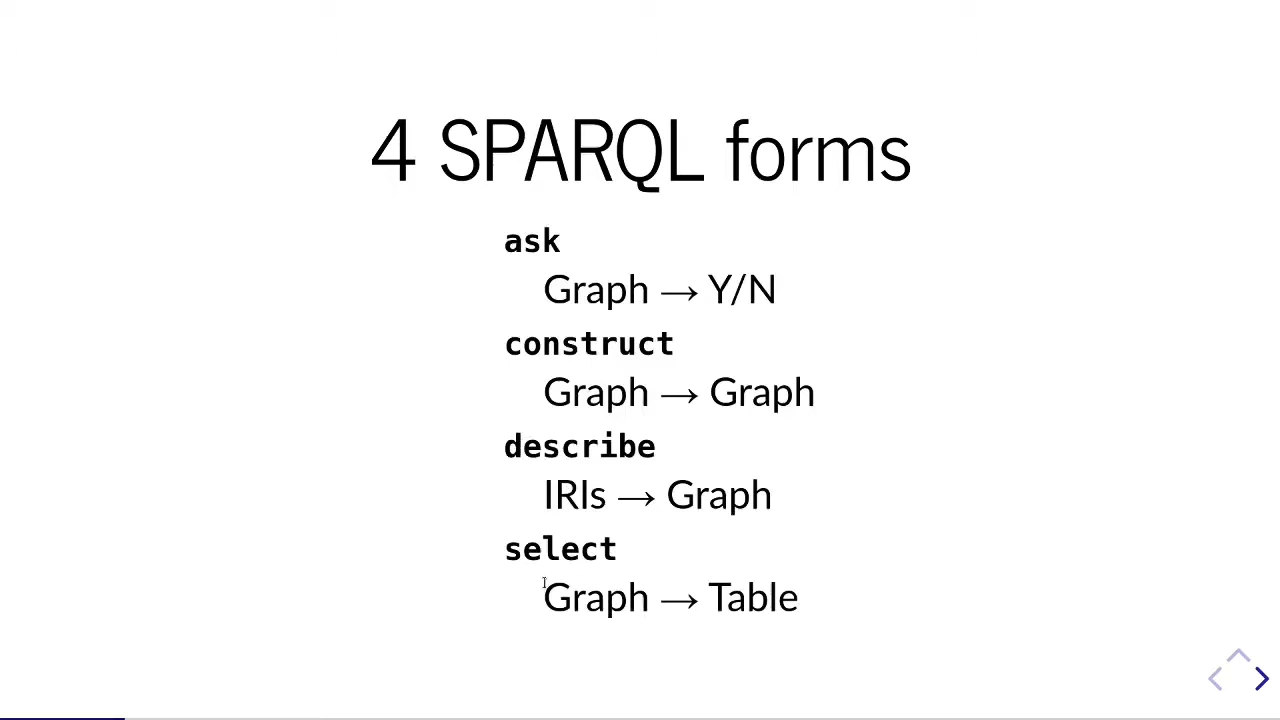 4 SPARQL forms
ask
Graph → Y/N
construct
Graph → Graph
describe
IRIs → Graph
select
Graph → Table